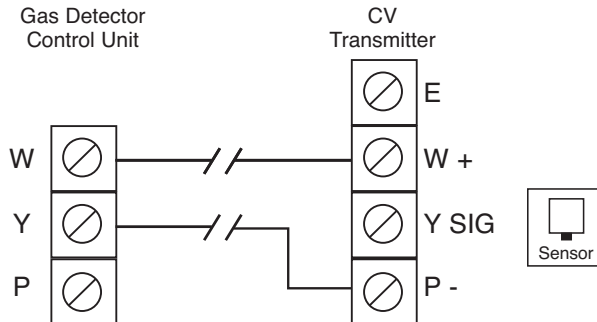 Gas Detector
Control Unit
CV
Transmitter
E
W
W +
Y
Y SIG
Sensor
P
P -